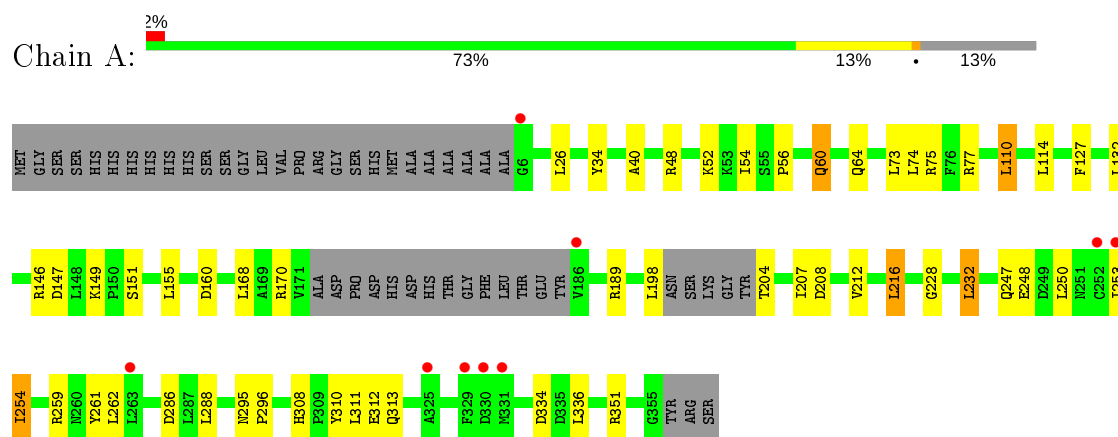 2%
Chain A:
73% 13% • 13%
MET GLY SER SER HIS HIS HIS HIS HIS HIS SER SER GLY LEU VAL PRO ARG GLY SER HIS MET ALA ALA ALA ALA ALA ALA G6 L26 Y34 A40 R48 K52 K53 I54 S55 P56 Q60 Q64 L73 L74 R75 F76 R77 L110 L114 F127 L132
R146 D147 L148 K149 P150 S151 L155 D160 L168 A169 R170 V171 ALA ASP PRO ASP HIS ASP HIS THR GLY PHE LEU THR GLU TYR V186 R189 L198 ASN SER LYS GLY TYR T204 I207 D208 V212 L216 G228 L232 Q247 E248 D249 L250 N251 C252 I253
I254 R259 N260 Y261 L262 L263 D286 L287 L288 N295 P296 H308 P309 Y310 L311 E312 Q313 A325 F329 D330 M331 D334 D335 L336 R351 G355 TYR ARG SER